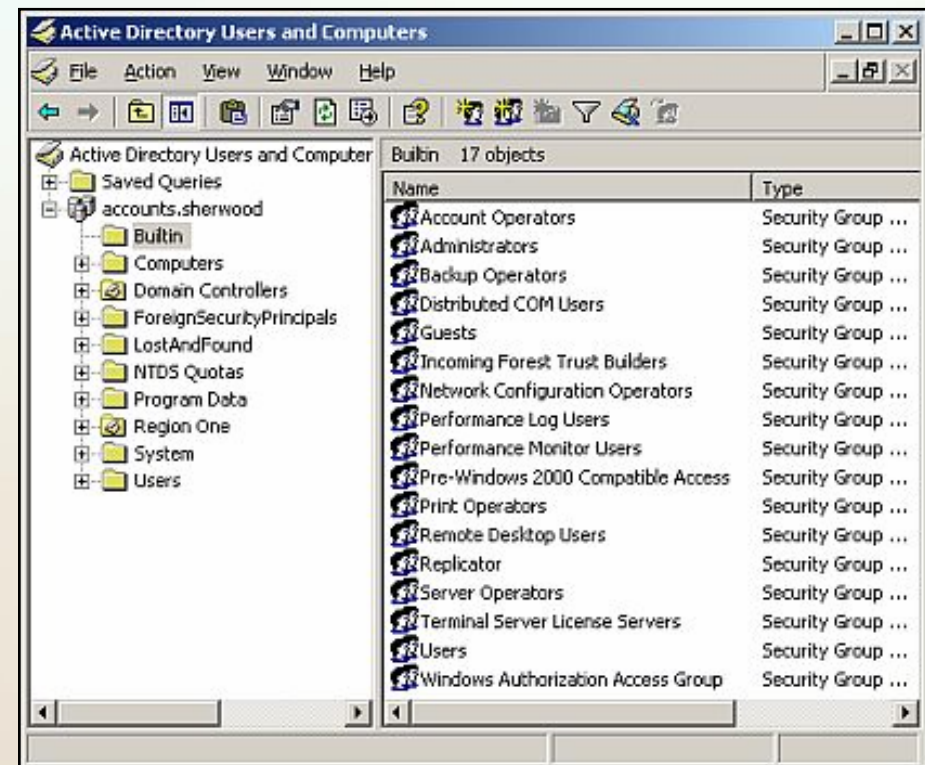 Active Directory Users and Computers
File Action View Window Help
Active Directory Users and Computer
Saved Queries
accounts.sherwood
Builtin
Computers
Domain Controllers
ForeignSecurityPrincipals
LostAndFound
NTDS Quotas
Program Data
Region One
System
Users
Builtin 17 objects
Name Type
Account Operators Security Group ...
Administrators Security Group ...
Backup Operators Security Group ...
Distributed COM Users Security Group ...
Guests Security Group ...
Incoming Forest Trust Builders Security Group ...
Network Configuration Operators Security Group ...
Performance Log Users Security Group ...
Performance Monitor Users Security Group ...
Pre-Windows 2000 Compatible Access Security Group ...
Print Operators Security Group ...
Remote Desktop Users Security Group ...
Replicator Security Group ...
Server Operators Security Group ...
Terminal Server License Servers Security Group ...
Users Security Group ...
Windows Authorization Access Group Security Group ...